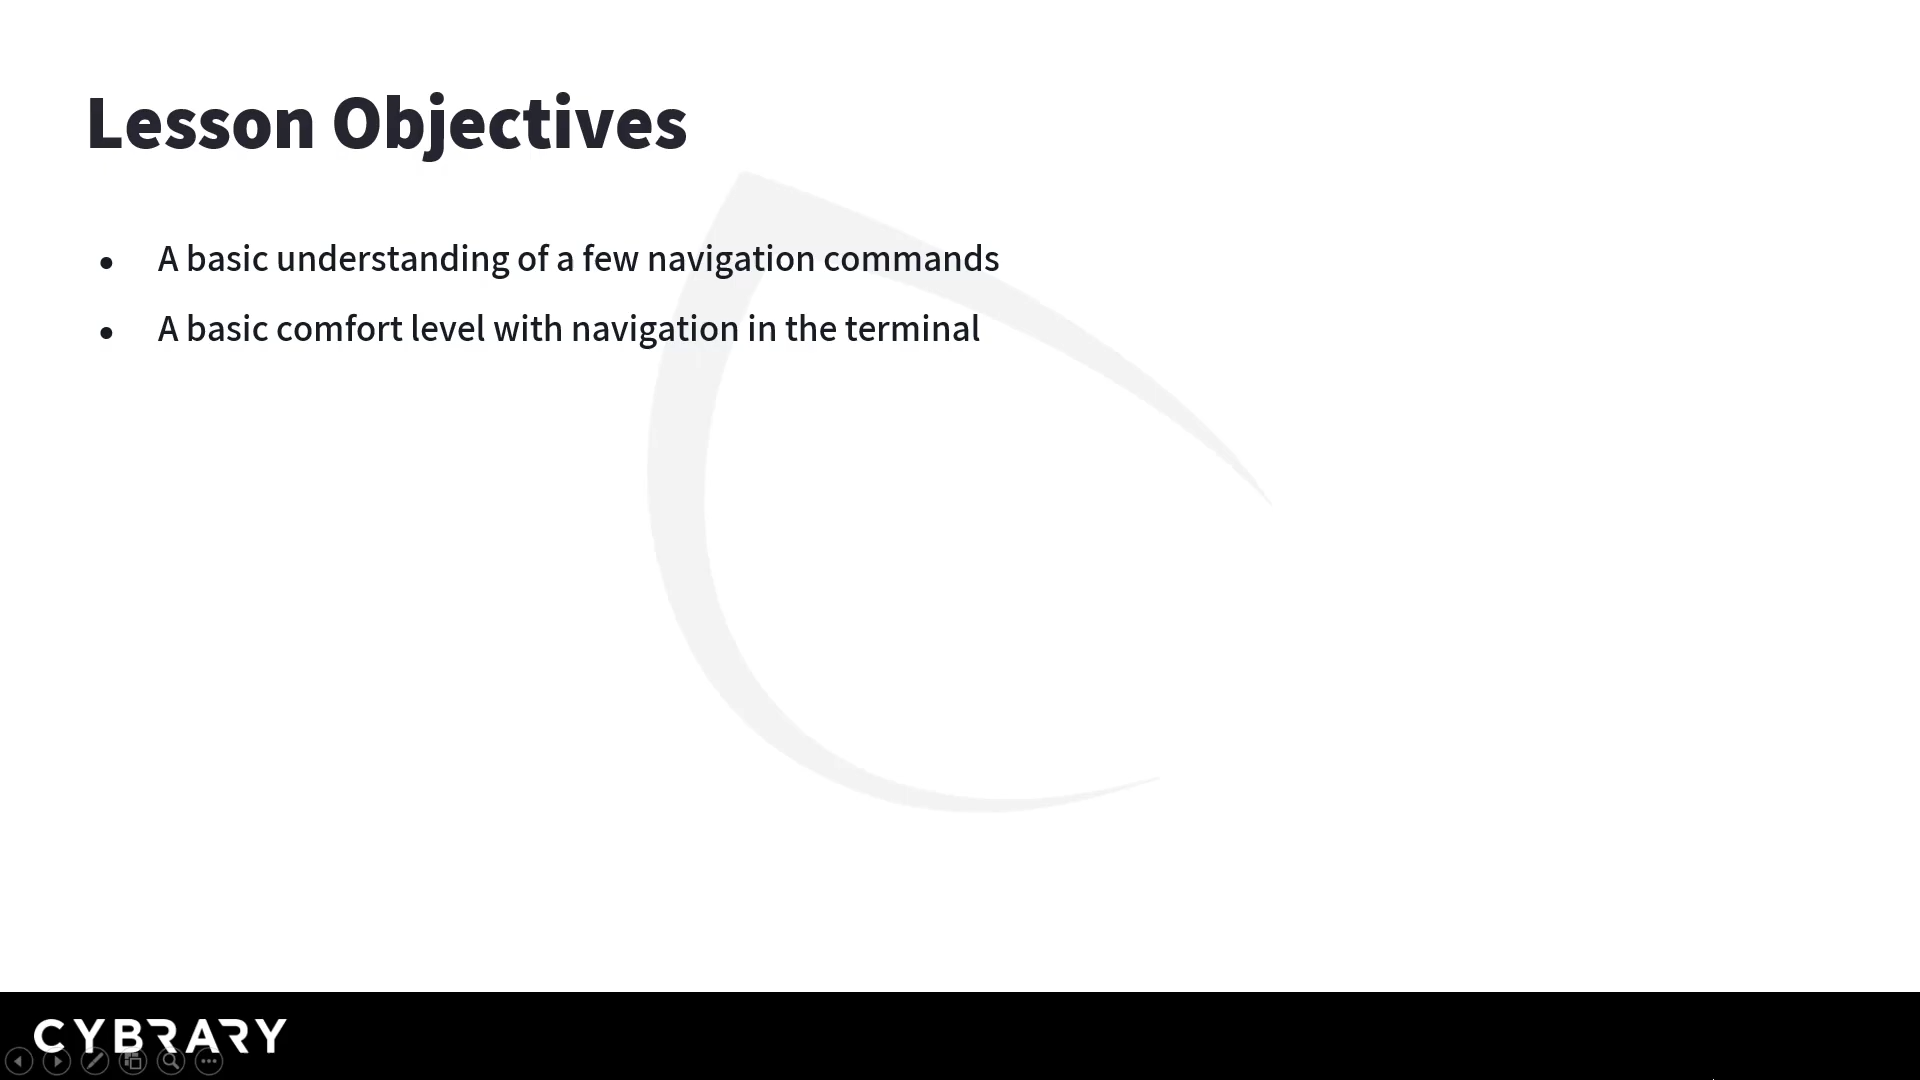 Lesson Objectives
● A basic understanding of a few navigation commands
● A basic comfort level with navigation in the terminal
CYBRARY